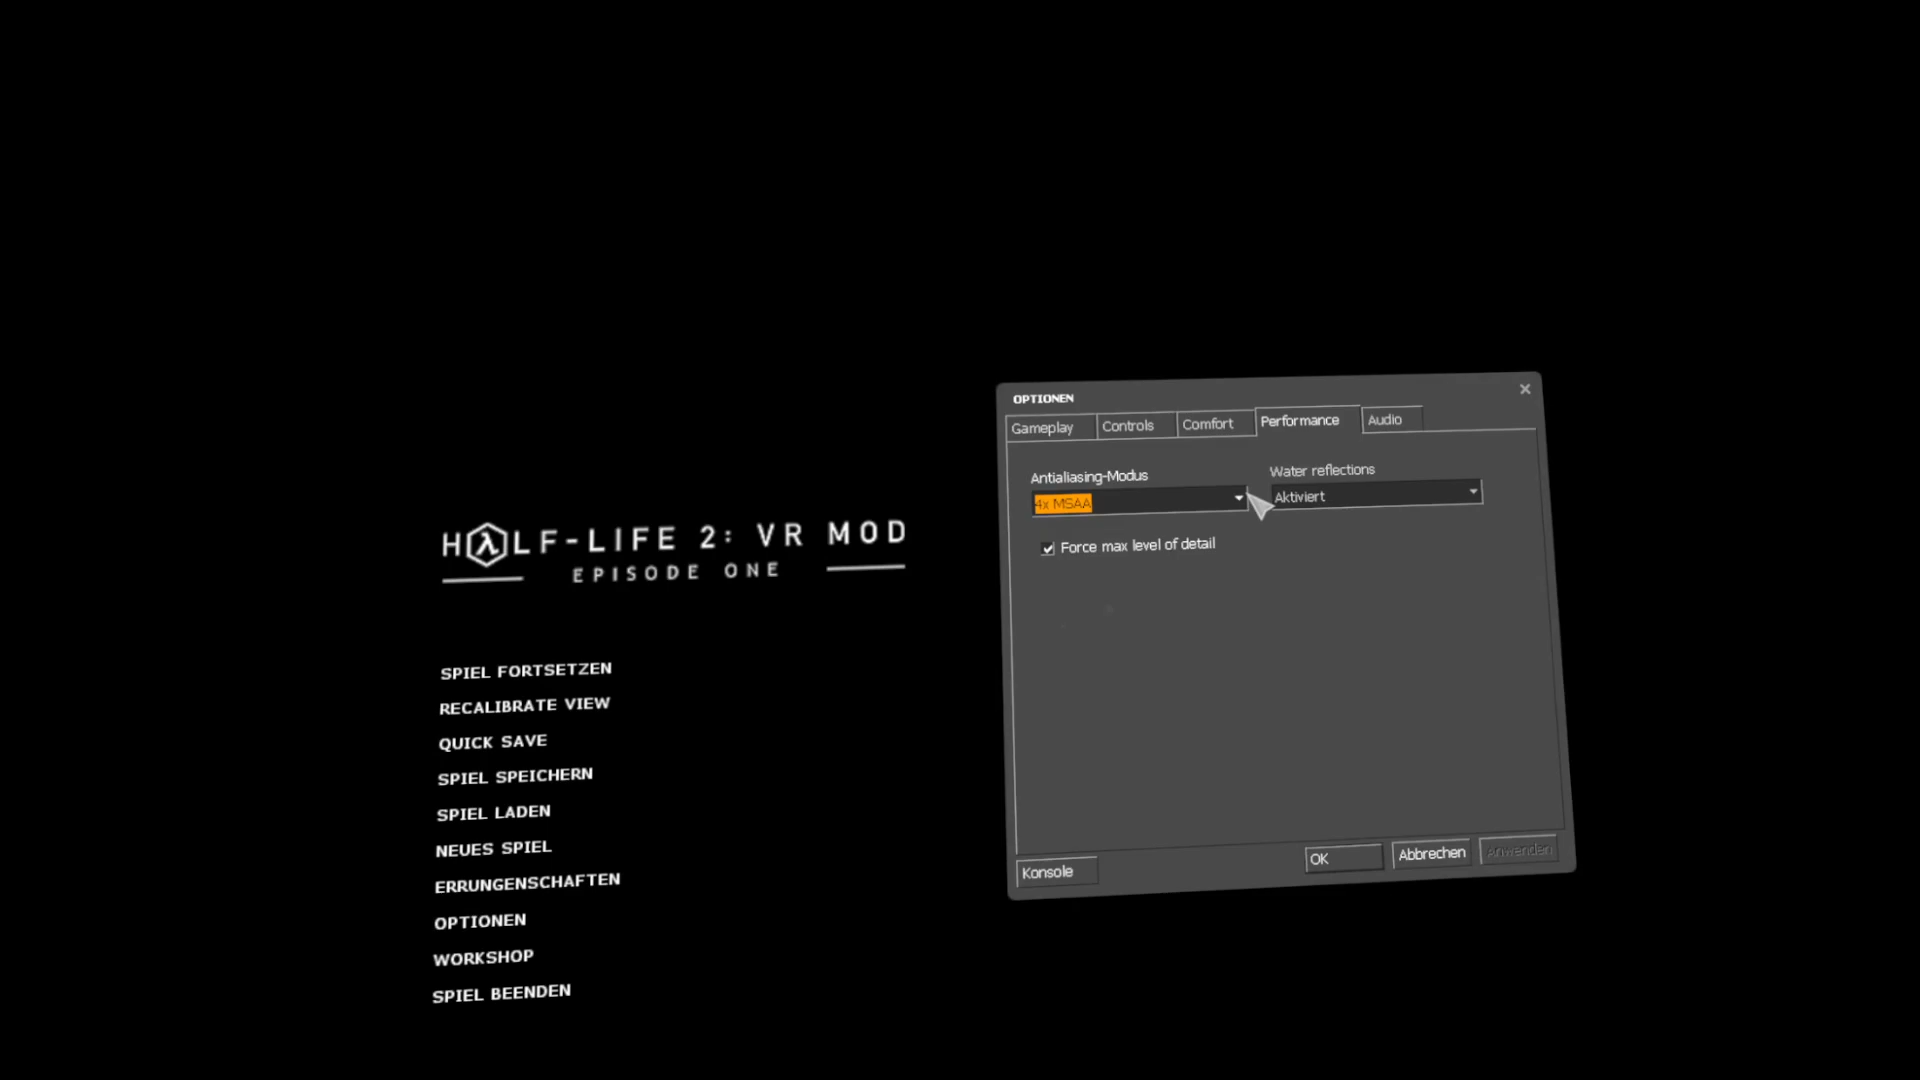 HALF-LIFE 2: VR MOD
EPISODE ONE
SPIEL FORTSETZEN
RECALIBRATE VIEW
QUICK SAVE
SPIEL SPEICHERN
SPIEL LADEN
NEUES SPIEL
ERRUNGENSCHAFTEN
OPTIONEN
WORKSHOP
SPIEL BEENDEN
OPTIONEN
Gameplay Controls Comfort Performance Audio
Antialiasing-Modus Water reflections
4x MSAA Aktiviert
Force max level of detail
Konsole OK Abbrechen Anwenden